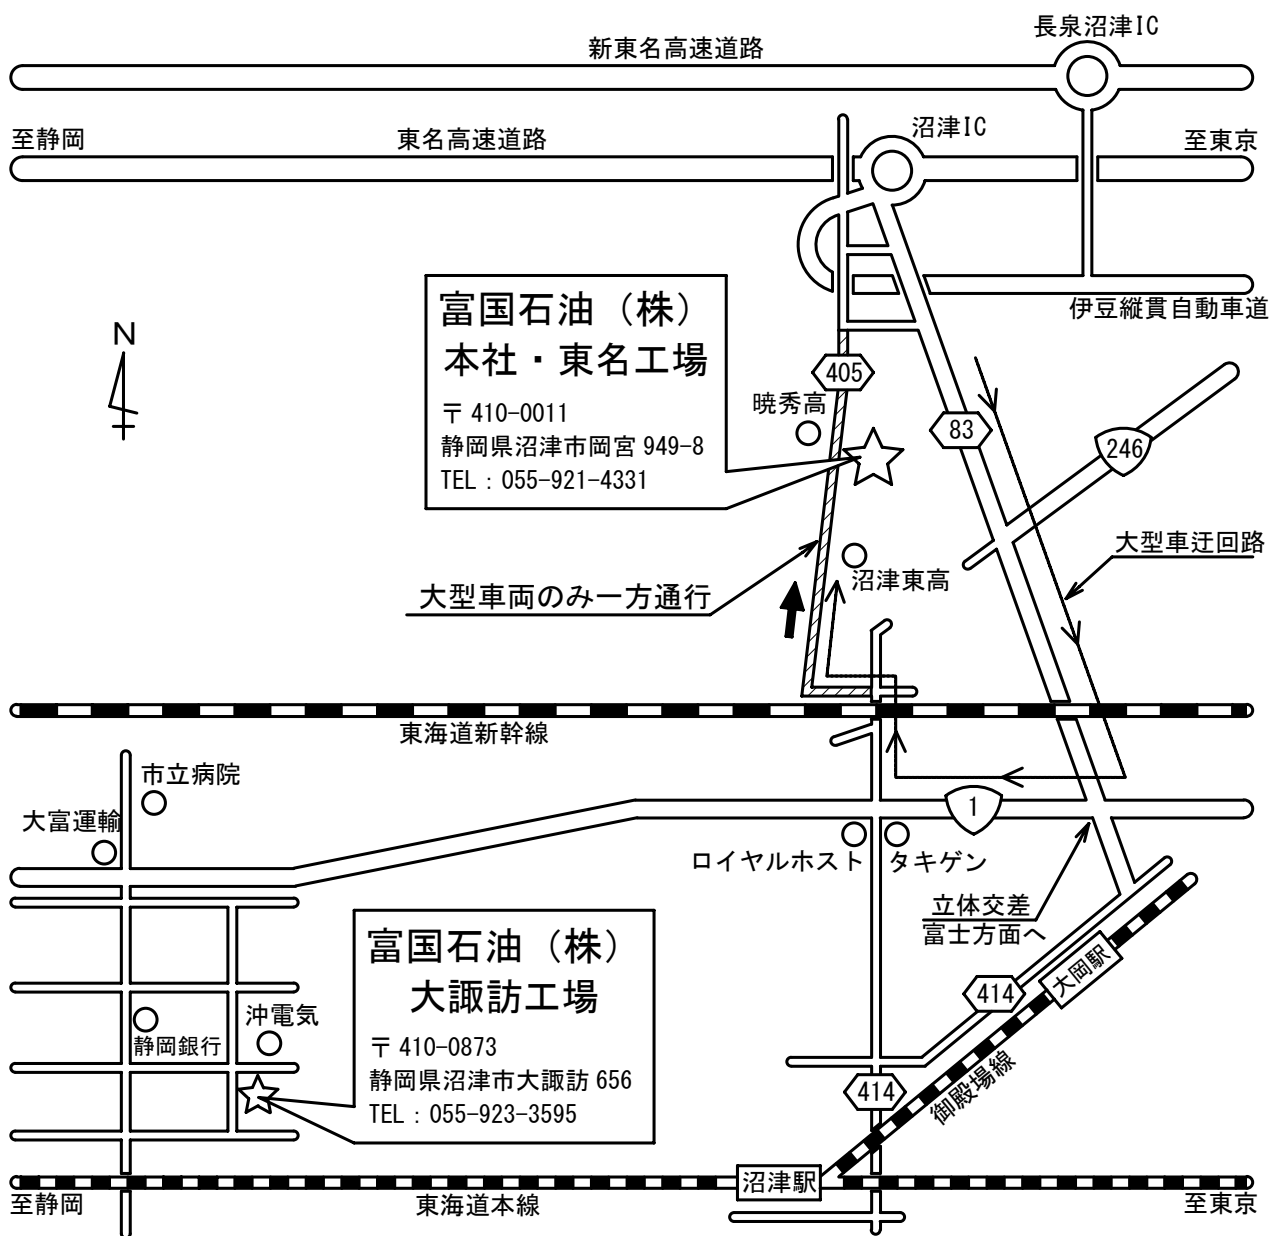 長泉沼津IC
新東名高速道路
至静岡
東名高速道路
沼津IC
至東京
富国石油（株）
本社・東名工場
〒410-0011
静岡県沼津市岡宮949-8
TEL：055-921-4331
伊豆縦貫自動車道
N
405
暁秀高
83
246
大型車迂回路
沼津東高
大型車両のみ一方通行
東海道新幹線
市立病院
大富運輸
1
ロイヤルホスト
タキゲン
立体交差
富士方面へ
富国石油（株）
大諏訪工場
〒410-0873
静岡県沼津市大諏訪656
TEL：055-923-3595
大岡駅
414
沖電気
静岡銀行
御殿場線
414
沼津駅
至静岡
東海道本線
至東京